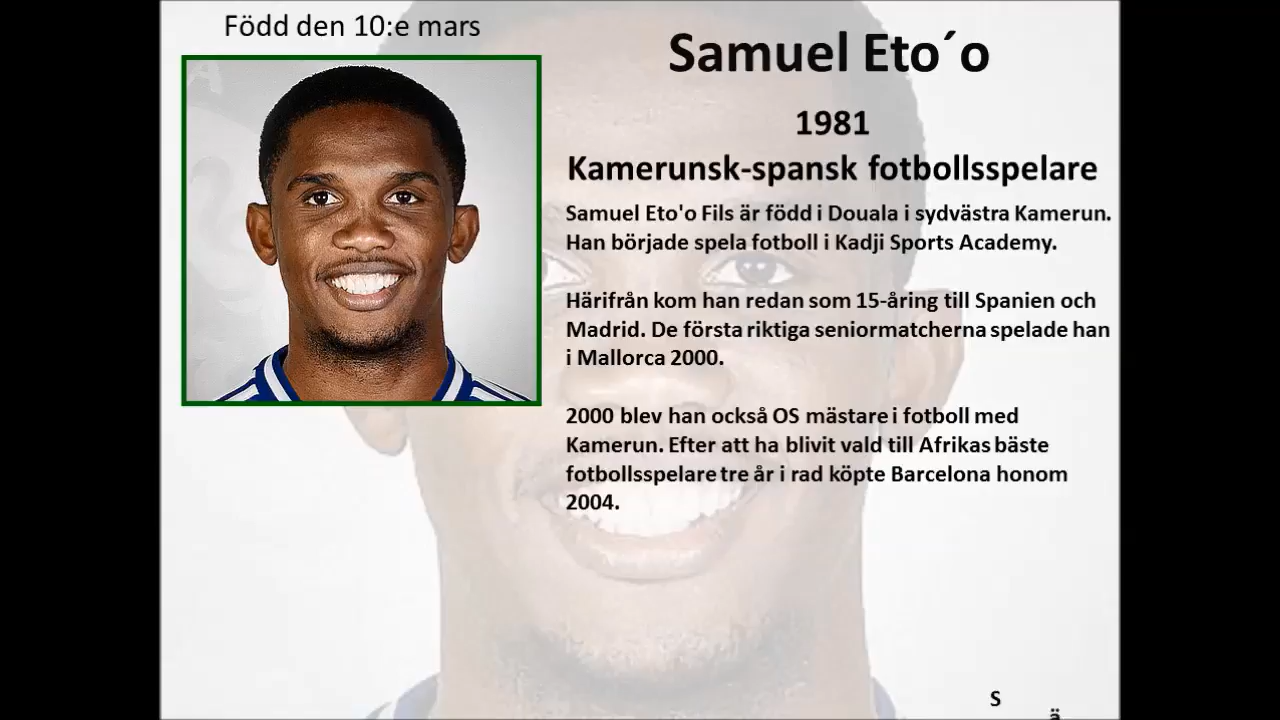 Född den 10:e mars
Samuel Eto´o
1981
Kamerunsk-spansk fotbollsspelare
Samuel Eto'o Fils är född i Douala i sydvästra Kamerun.
Han började spela fotboll i Kadji Sports Academy.
Härifrån kom han redan som 15-åring till Spanien och
Madrid. De första riktiga seniormatcherna spelade han
i Mallorca 2000.
2000 blev han också OS mästare i fotboll med
Kamerun. Efter att ha blivit vald till Afrikas bäste
fotbollsspelare tre år i rad köpte Barcelona honom
2004.
S
ä